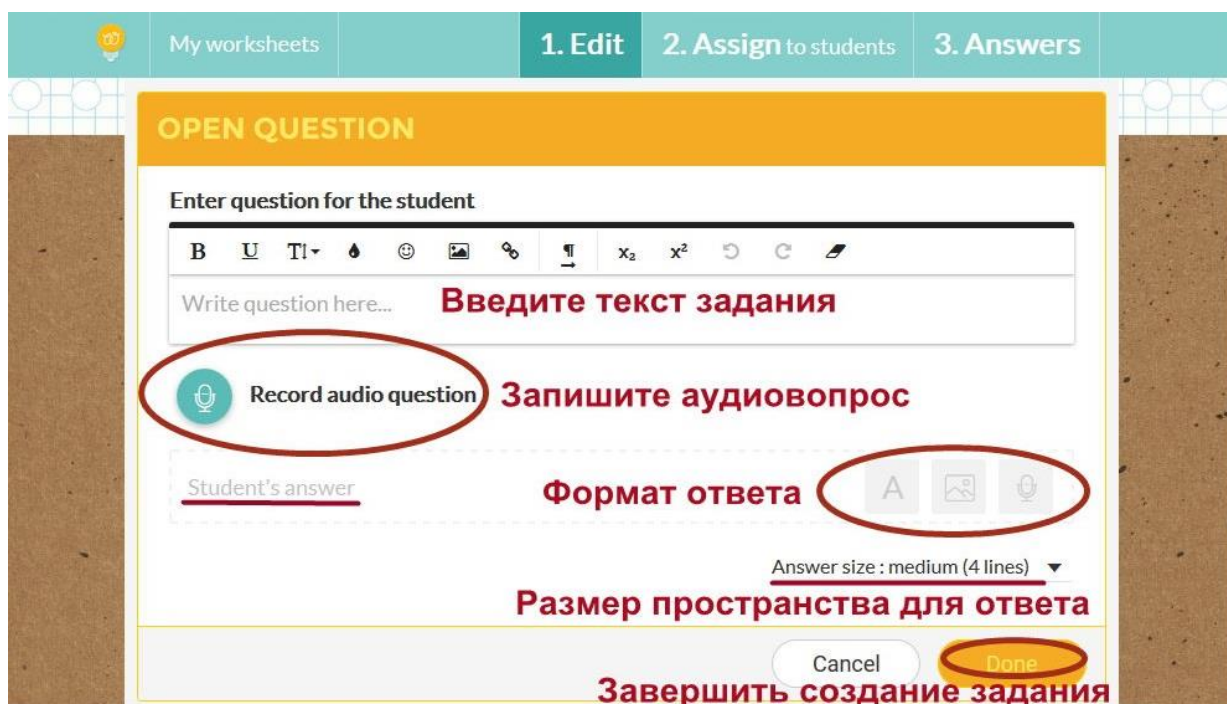 My worksheets 1. Edit 2. Assign to students 3. Answers
OPEN QUESTION
Enter question for the student
B U TI x₂ x²
Write question here... Введите текст задания
Record audio question Запишите аудиовопрос
Student's answer Формат ответа A
Answer size : medium (4 lines)
Размер пространства для ответа
Cancel Done
Завершить создание задания